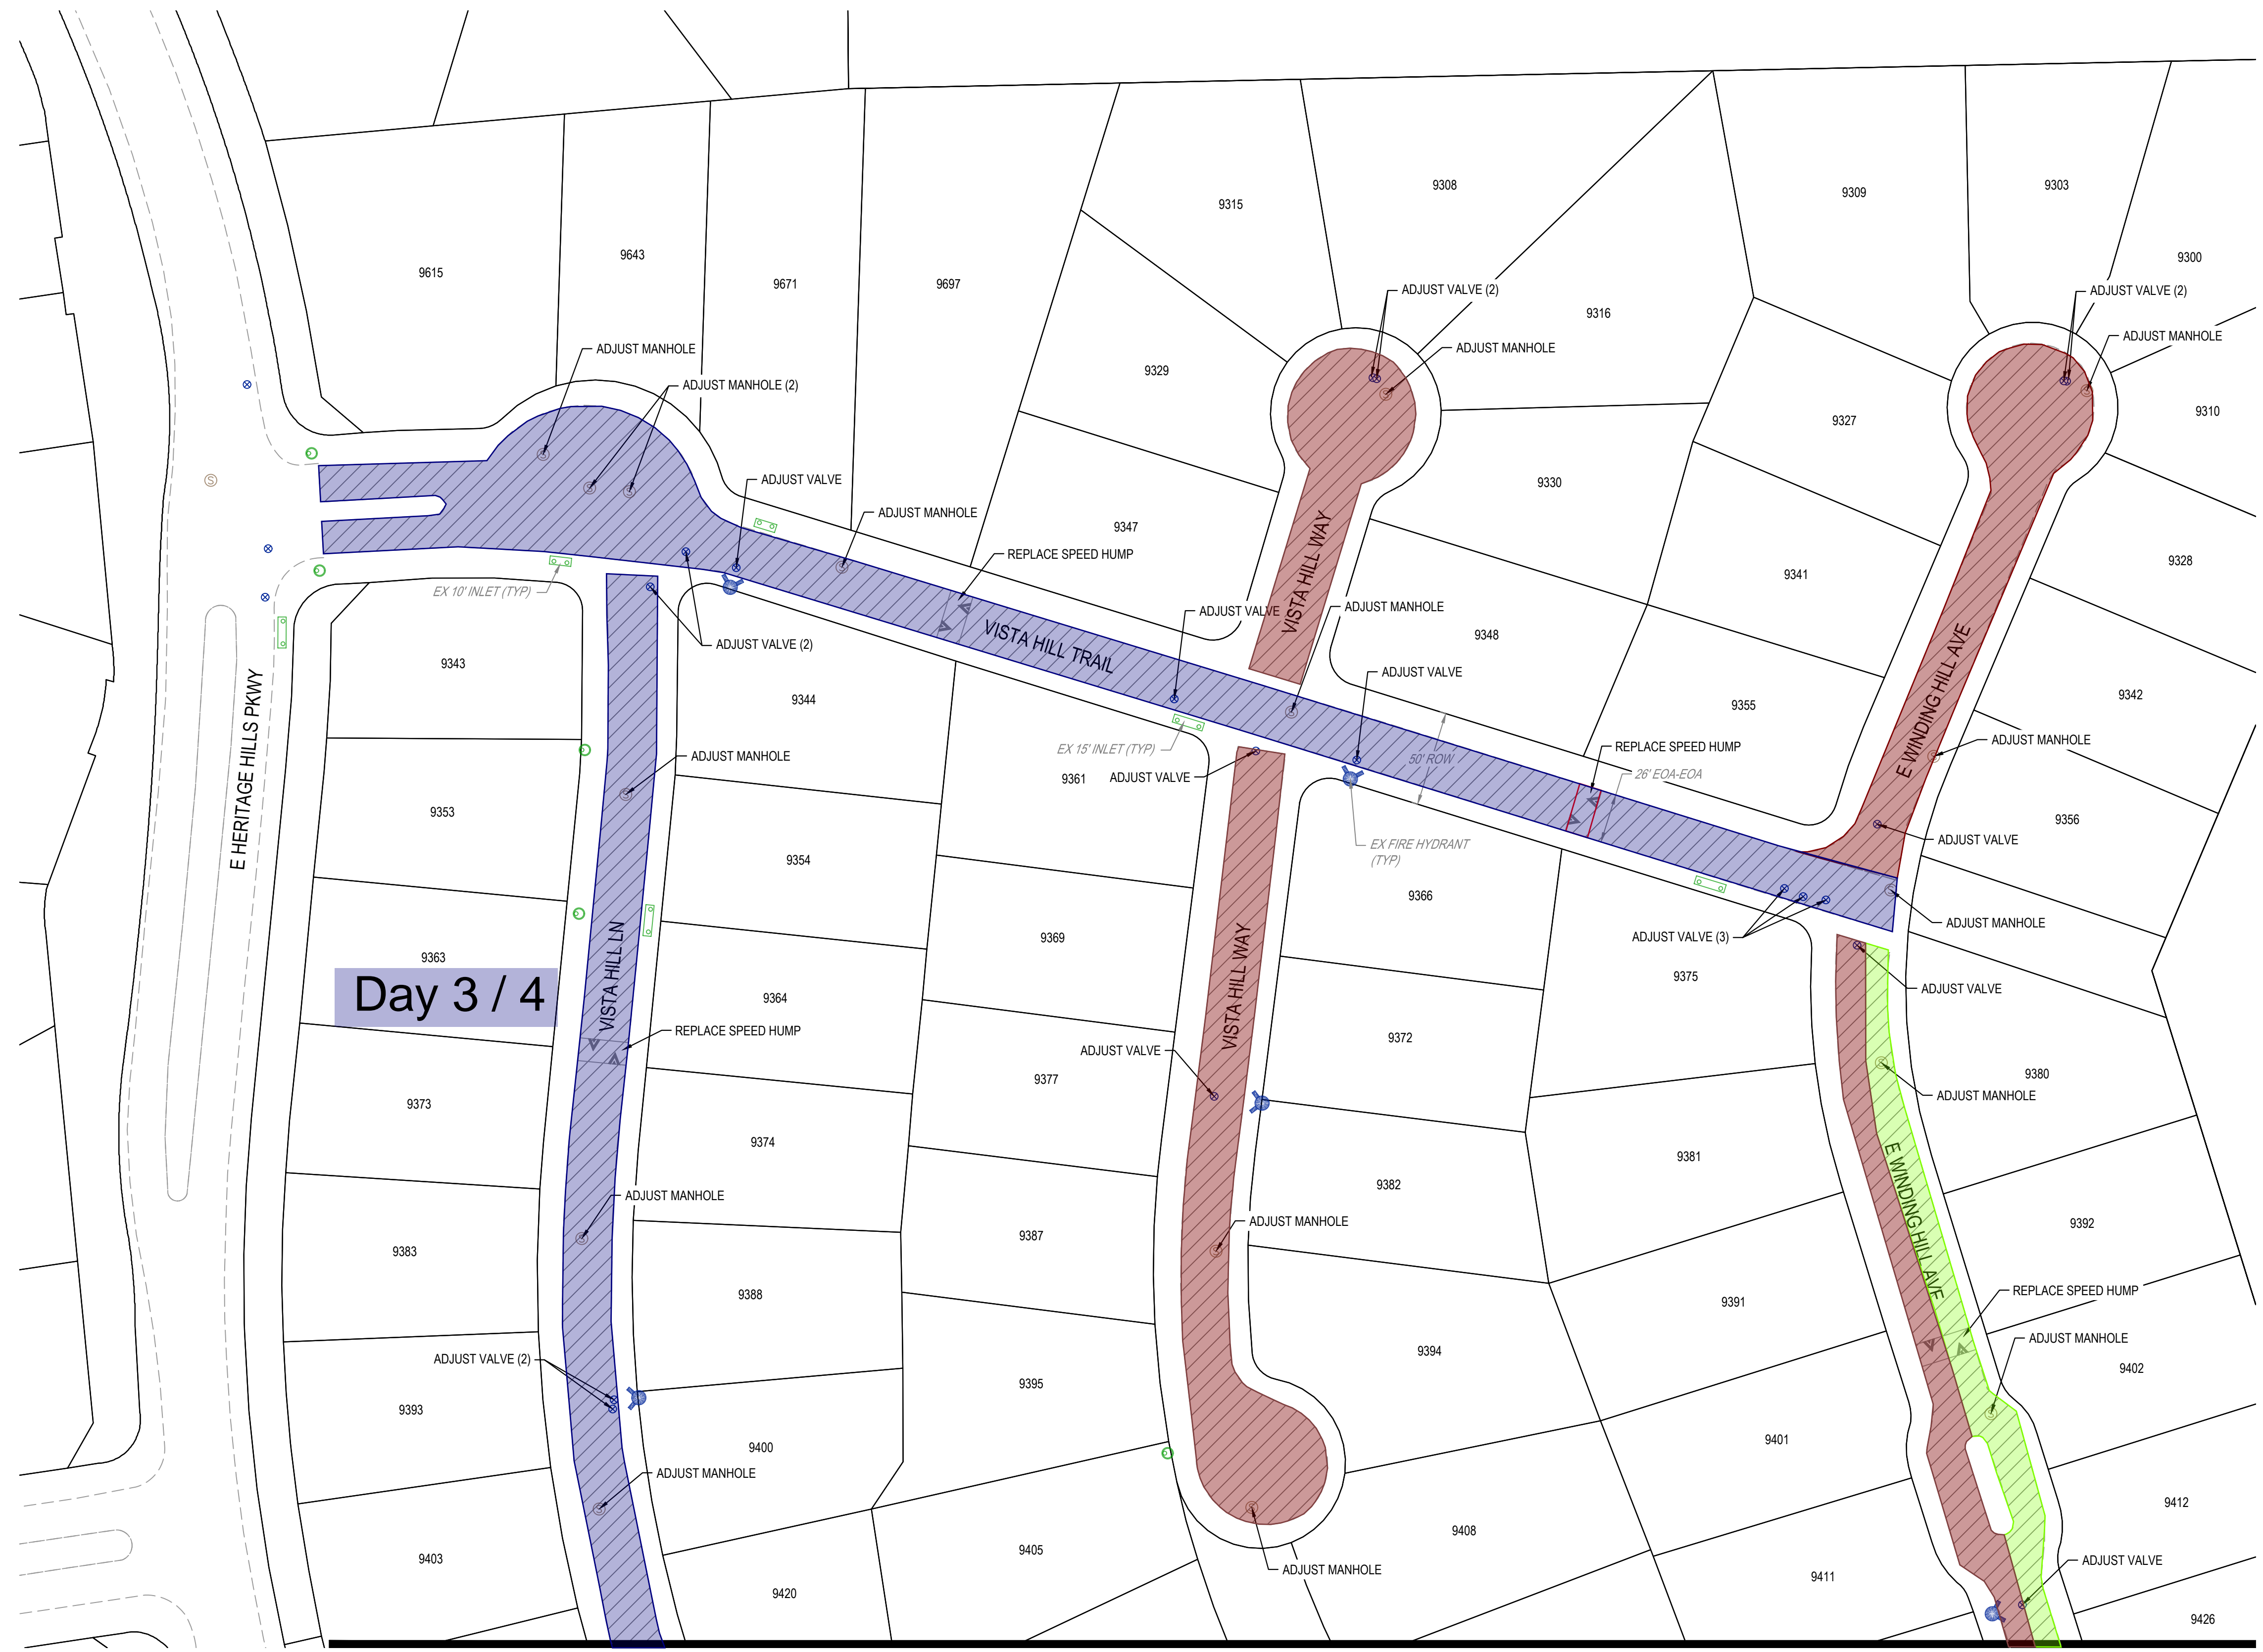 9308
9309
9303
9315
9643
9300
9615
9671
9697
ADJUST VALVE (2)
ADJUST VALVE (2)
9316
ADJUST MANHOLE
ADJUST MANHOLE
ADJUST MANHOLE
9329
ADJUST MANHOLE (2)
9310
9327
ADJUST VALVE
9330
ADJUST MANHOLE
9347
REPLACE SPEED HUMP
VISTA HILL WAY
9328
9341
EX 10' INLET (TYP)
ADJUST VALVE
ADJUST MANHOLE
9348
VISTA HILL TRAIL
ADJUST VALVE (2)
9343
E WINDING HILL AVE
ADJUST VALVE
9342
9344
9355
ADJUST MANHOLE
EX 15' INLET (TYP)
REPLACE SPEED HUMP
ADJUST MANHOLE
50' ROW
26' EOA-EOA
9361
ADJUST VALVE
E HERITAGE HILLS PKWY
9353
9356
ADJUST VALVE
EX FIRE HYDRANT
(TYP)
9354
9366
ADJUST MANHOLE
9369
ADJUST VALVE (3)
9363
VISTA HILL LN
VISTA HILL WAY
9375
Day 3 / 4
9364
ADJUST VALVE
REPLACE SPEED HUMP
9372
ADJUST VALVE
9377
9380
ADJUST MANHOLE
9373
9374
9381
9382
ADJUST MANHOLE
E WINDING HILL AVE
ADJUST MANHOLE
9392
9387
9383
9388
REPLACE SPEED HUMP
9391
ADJUST MANHOLE
9394
ADJUST VALVE (2)
9402
9395
9393
9401
9400
ADJUST MANHOLE
9412
9408
9405
9403
ADJUST VALVE
ADJUST MANHOLE
9411
9420
9426